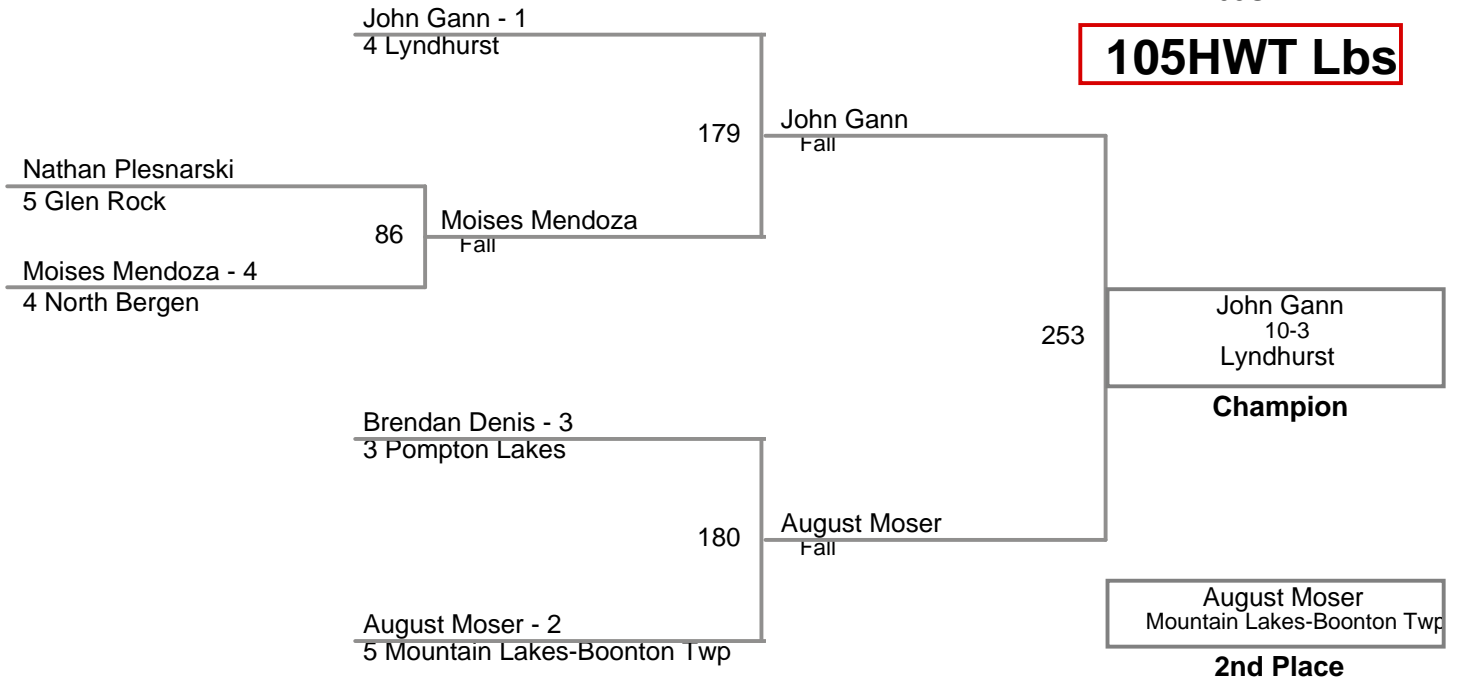 John Gann - 1
4 Lyndhurst
105HWT Lbs
179
John Gann
Fall
Nathan Plesnarski
5 Glen Rock
86
Moises Mendoza
Fall
Moises Mendoza - 4
4 North Bergen
253
John Gann
10-3
Lyndhurst
Champion
Brendan Denis - 3
3 Pompton Lakes
180
August Moser
Fall
August Moser - 2
5 Mountain Lakes-Boonton Twp
August Moser
Mountain Lakes-Boonton Twp
2nd Place